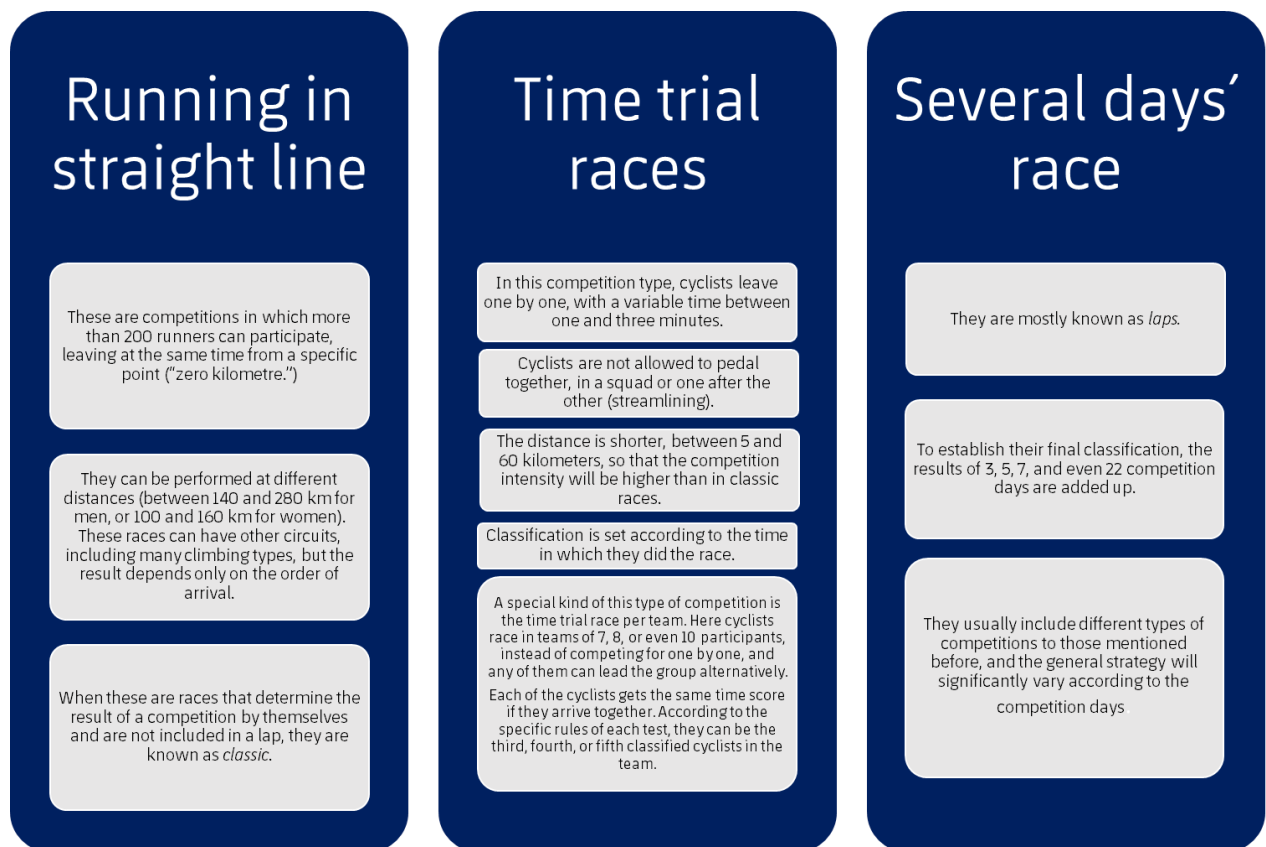 Running in
straight line
These are competitions in which more
than 200 runners can participate,
leaving at the same time from a specific
point (“zero kilometre.”)
They can be performed at different
distances (between 140 and 280 km for
men, or 100 and 160 km for women).
These races can have other circuits,
including many climbing types, but the
result depends only on the order of
arrival.
When these are races that determine the
result of a competition by themselves
and are not included in a lap, they are
known as classic.
Time trial
races
In this competition type, cyclists leave
one by one, with a variable time between
one and three minutes.
Cyclists are not allowed to pedal
together, in a squad or one after the
other (streamlining).
The distance is shorter, between 5 and
60 kilometers, so that the competition
intensity will be higher than in classic
races.
Classification is set according to the time
in which they did the race.
A special kind of this type of competition is
the time trial race per team. Here cyclists
race in teams of 7, 8, or even 10 participants,
instead of competing for one by one, and
any of them can lead the group alternatively.
Each of the cyclists gets the same time score
if they arrive together. According to the
specific rules of each test, they can be the
third, fourth, or fifth classified cyclists in the
team.
Several days´
race
They are mostly known as laps.
To establish their final classification, the
results of 3, 5, 7, and even 22 competition
days are added up.
They usually include different types of
competitions to those mentioned
before, and the general strategy will
significantly vary according to the
competition days.